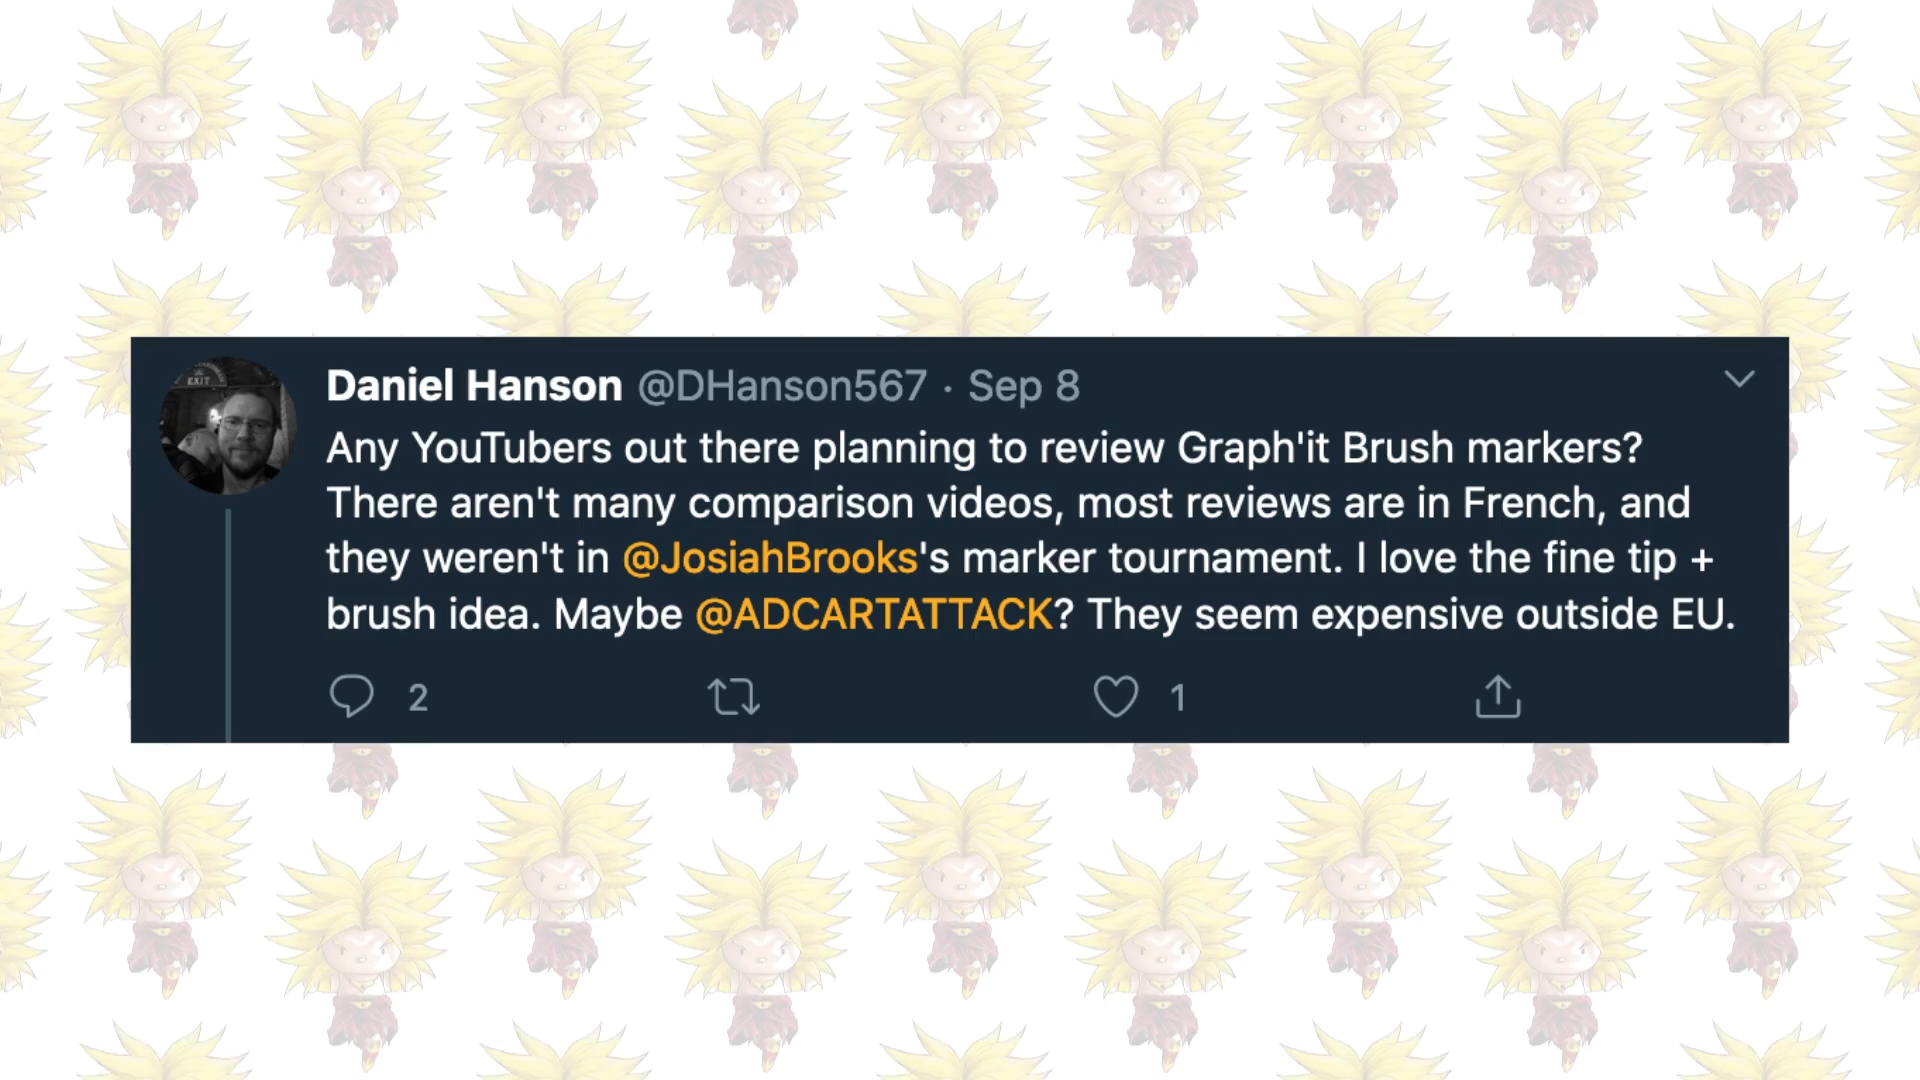 EXIT
Daniel Hanson @DHanson567 · Sep 8
Any YouTubers out there planning to review Graph'it Brush markers?
There aren't many comparison videos, most reviews are in French, and
they weren't in @JosiahBrooks's marker tournament. I love the fine tip +
brush idea. Maybe @ADCARTATTACK? They seem expensive outside EU.
2 1